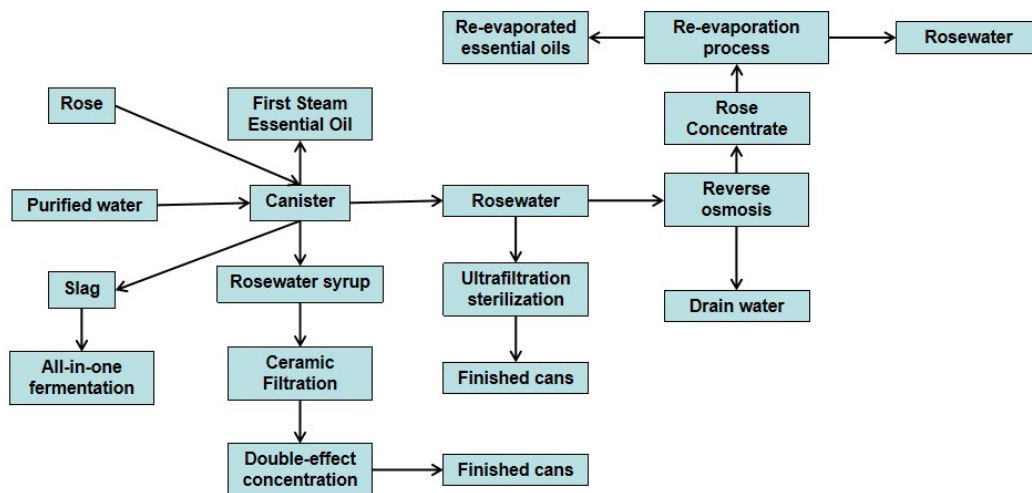 Re-evaporated
essential oils
Re-evaporation
process
Rosewater
Rose
First Steam
Essential Oil
Rose
Concentrate
Purified water
Canister
Rosewater
Reverse
osmosis
Slag
Rosewater syrup
Ultrafiltration
sterilization
Drain water
All-in-one
fermentation
Ceramic
Filtration
Finished cans
Double-effect
concentration
Finished cans